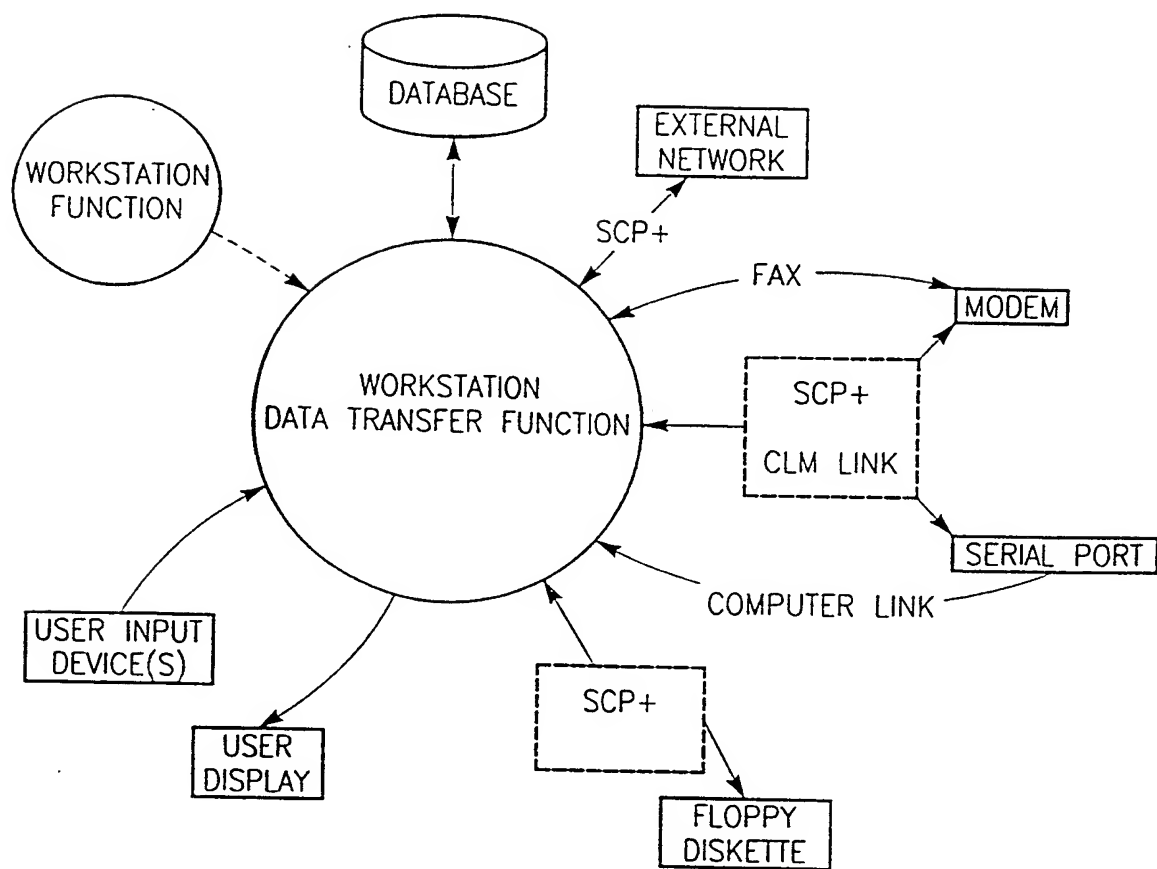 DATABASE
EXTERNAL
NETWORK
WORKSTATION
FUNCTION
SCP+
FAX
MODEM
WORKSTATION
DATA TRANSFER FUNCTION
SCP+
CLM LINK
SERIAL PORT
COMPUTER LINK
USER INPUT
DEVICE(S)
SCP+
USER
DISPLAY
FLOPPY
DISKETTE